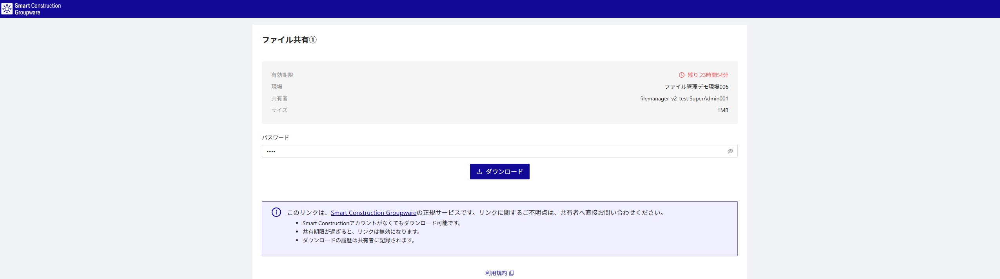 Smart Construction
Groupware
ファイル共有①
有効期限 残り 23時間54分
現場 ファイル管理デモ現場006
共有者 filemanager_v2_test SuperAdmin001
サイズ 1MB
パスワード
••••
ダウンロード
このリンクは、Smart Construction Groupwareの正規サービスです。リンクに関するご不明点は、共有者へ直接お問い合わせください。
• Smart Constructionアカウントがなくてもダウンロード可能です。
• 共有期限が過ぎると、リンクは無効になります。
• ダウンロードの履歴は共有者に記録されます。
利用規約